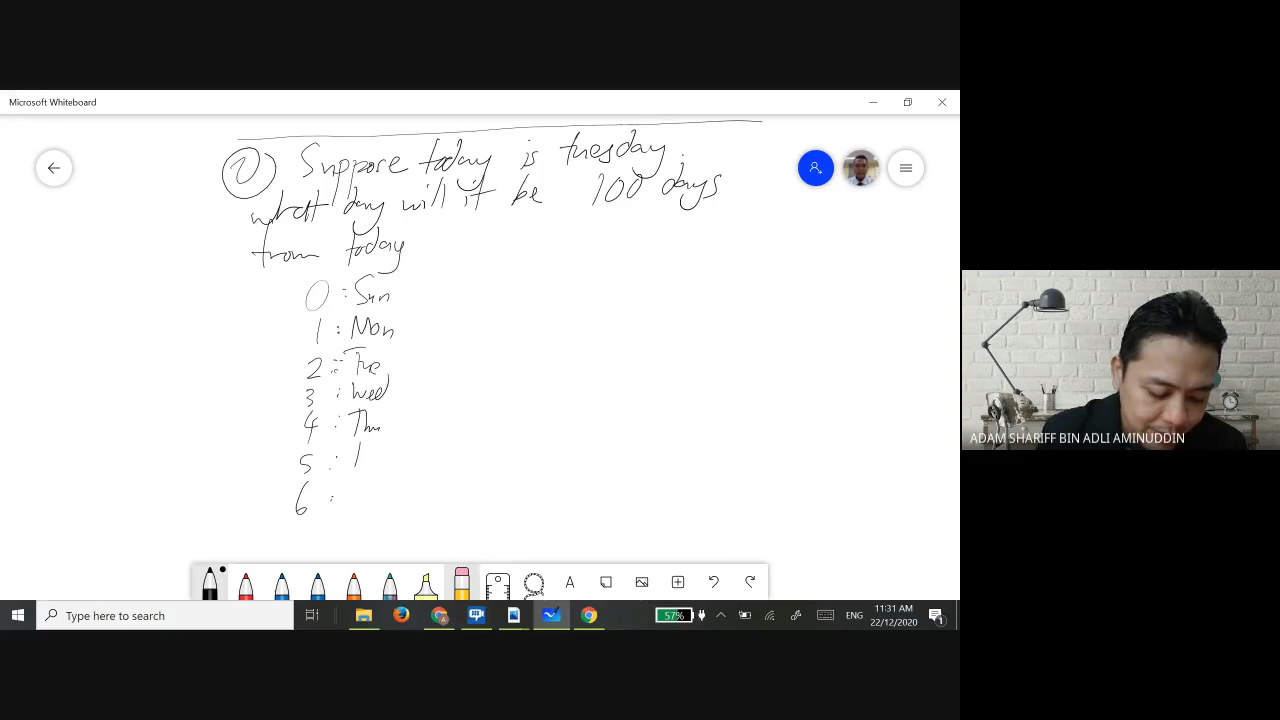 Microsoft Whiteboard
② Suppose today is tuesday.
what day will it be 100 days
from today
0 : Sun
1 : Mon
2 : Tue
3 : Wed
4 : Thu
5 :
6 :
ADAM SHARIFF BIN ADLI AMINUDDIN
A
Type here to search
57%
ENG
11:31 AM
22/12/2020
1